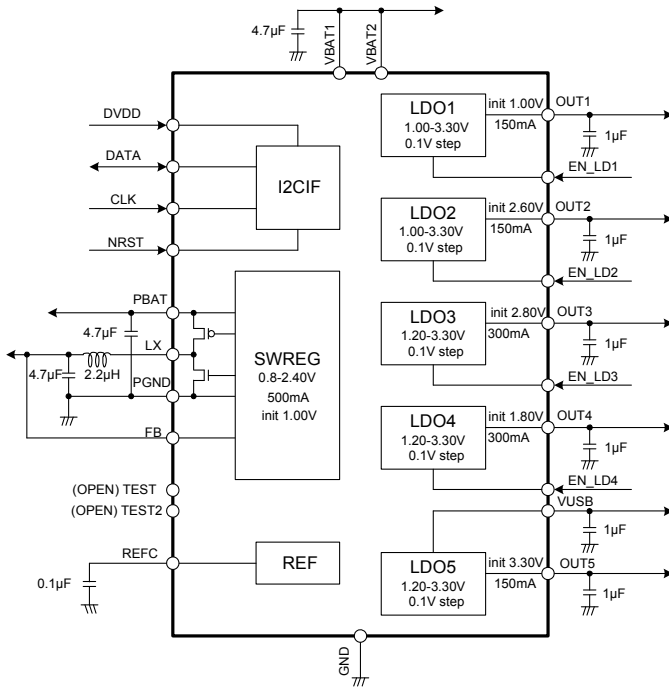 4.7µF
VBAT1
VBAT2
DVDD
DATA
CLK
NRST
I2CIF
PBAT
4.7µF
LX
4.7µF
2.2µH
PGND
FB
SWREG
0.8-2.40V
500mA
init 1.00V
(OPEN) TEST
(OPEN) TEST2
REFC
0.1µF
REF
GND
LDO1
1.00-3.30V
0.1V step
init 1.00V
150mA
OUT1
1µF
EN_LD1
LDO2
1.00-3.30V
0.1V step
init 2.60V
150mA
OUT2
1µF
EN_LD2
LDO3
1.20-3.30V
0.1V step
init 2.80V
300mA
OUT3
1µF
EN_LD3
LDO4
1.20-3.30V
0.1V step
init 1.80V
300mA
OUT4
1µF
EN_LD4
VUSB
1µF
LDO5
1.20-3.30V
0.1V step
init 3.30V
150mA
OUT5
1µF